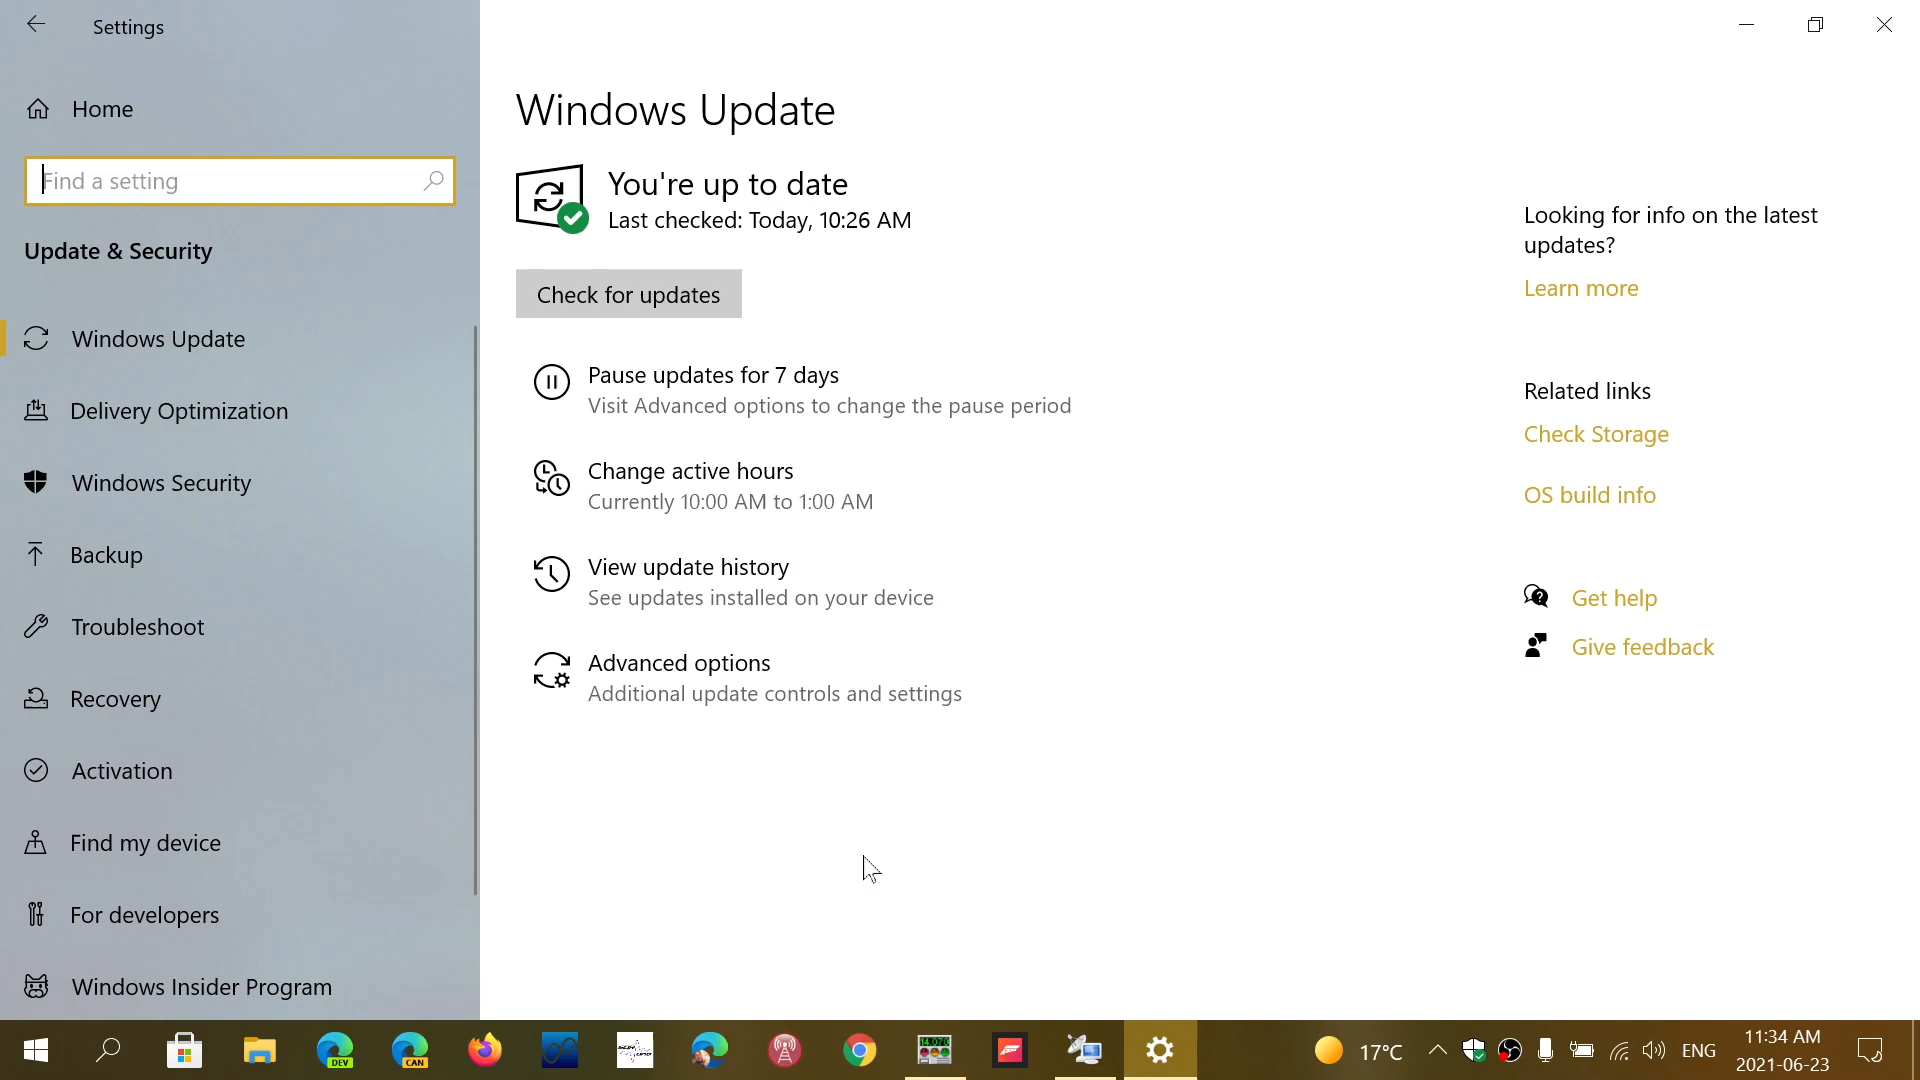 Settings
Home
Find a setting
Update & Security
Windows Update
Delivery Optimization
Windows Security
Backup
Troubleshoot
Recovery
Activation
Find my device
For developers
Windows Insider Program
Windows Update
You're up to date
Last checked: Today, 10:26 AM
Check for updates
Pause updates for 7 days
Visit Advanced options to change the pause period
Change active hours
Currently 10:00 AM to 1:00 AM
View update history
See updates installed on your device
Advanced options
Additional update controls and settings
Looking for info on the latest
updates?
Learn more
Related links
Check Storage
OS build info
Get help
Give feedback
DEV
CAN
17°C
ENG
11:34 AM
2021-06-23